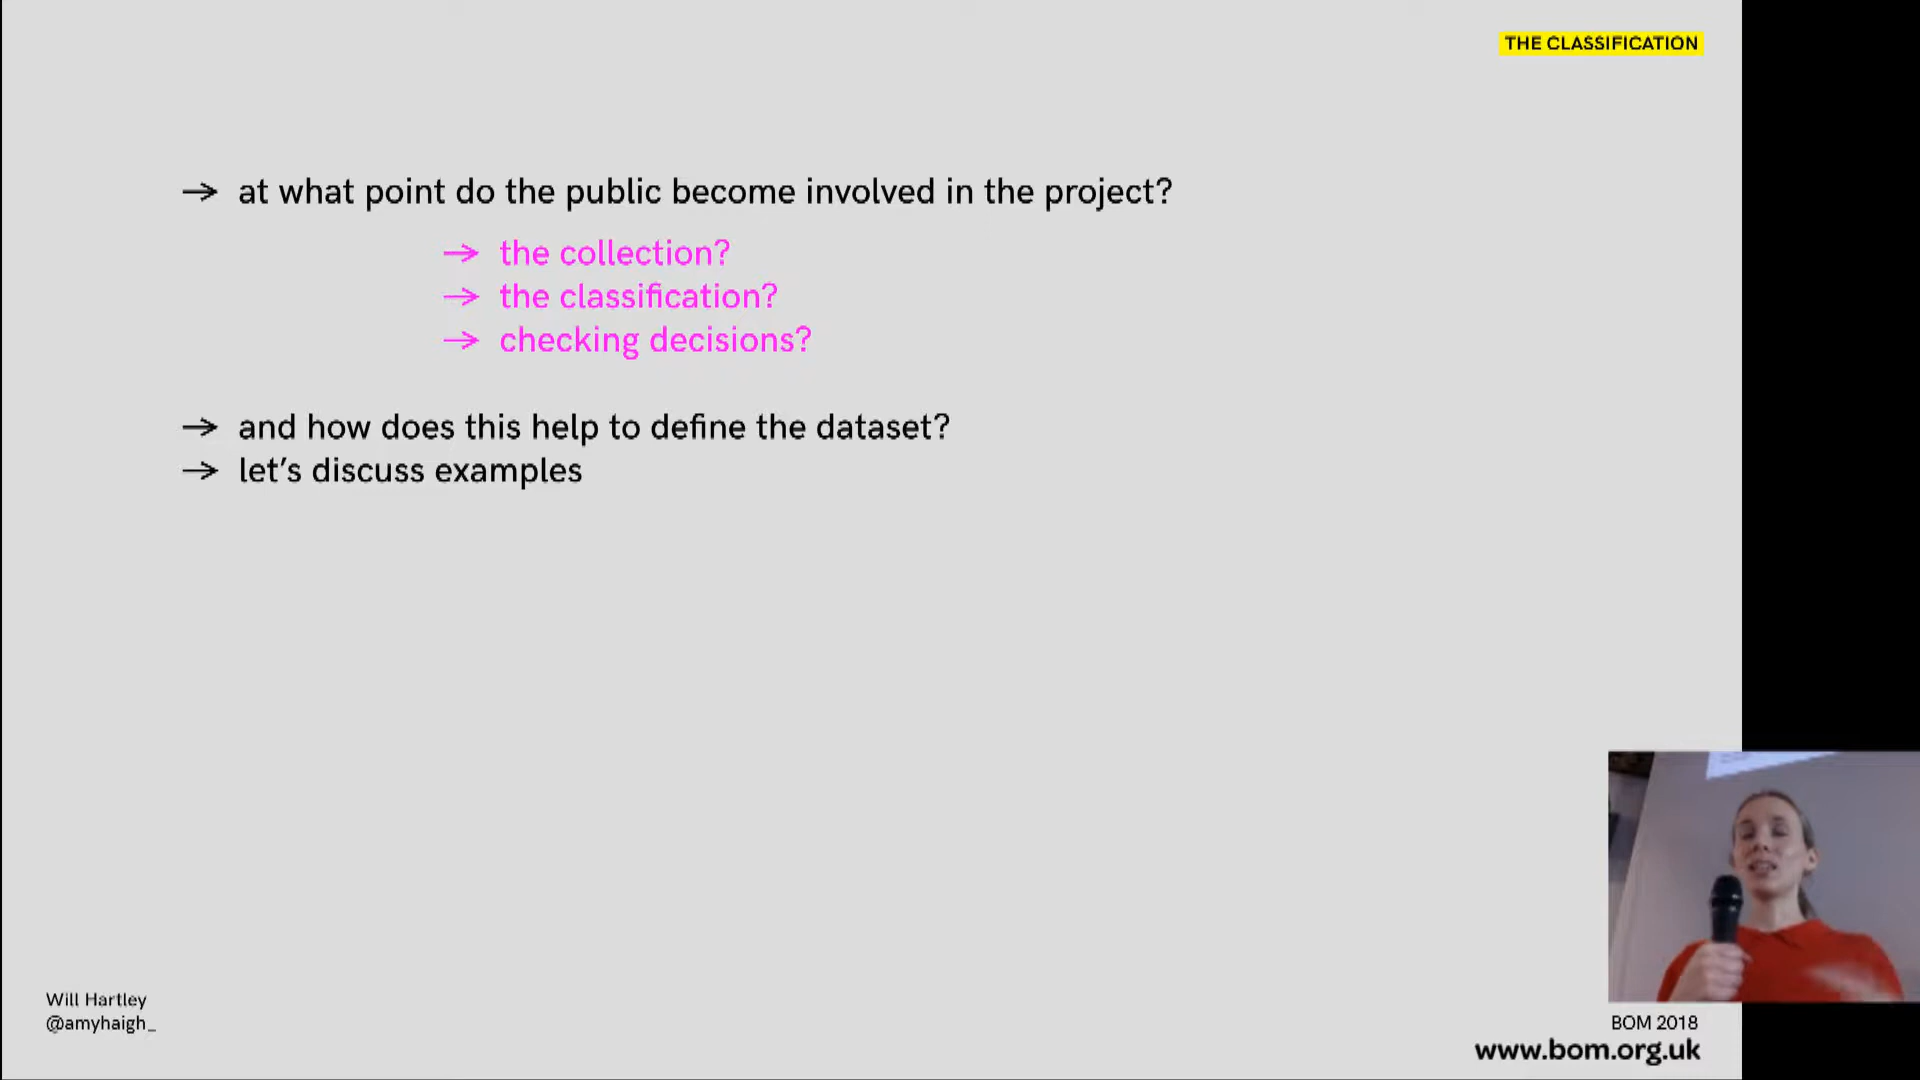 THE CLASSIFICATION
→ at what point do the public become involved in the project?
→ the collection?
→ the classification?
→ checking decisions?
→ and how does this help to define the dataset?
→ let’s discuss examples
Will Hartley
@amyhaigh_
BOM 2018
www.bom.org.uk